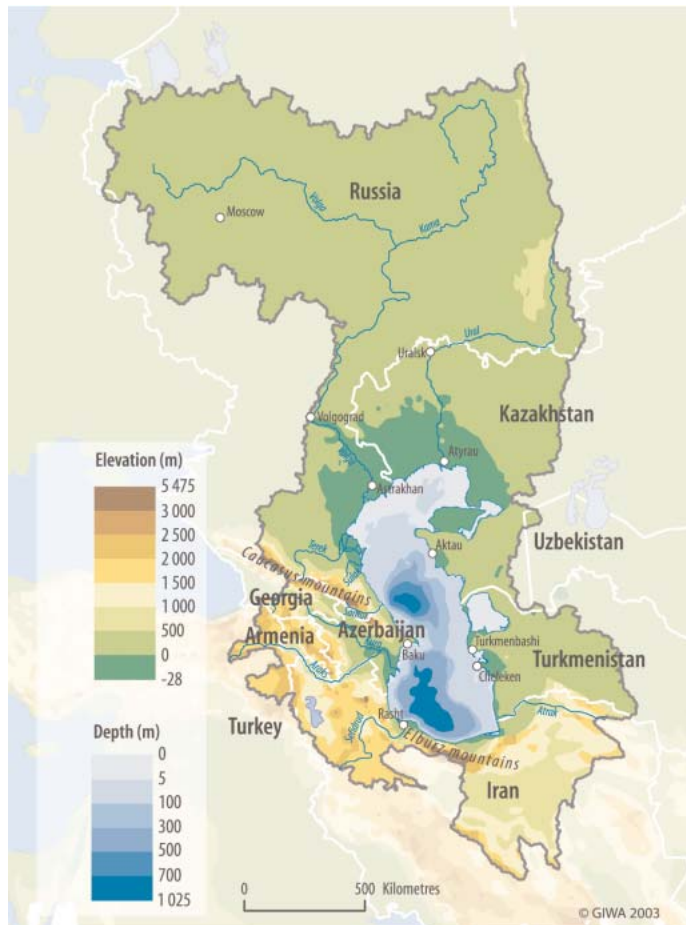 Russia
Moscow
Volga
Kama
Ural
Uralsk
Kazakhstan
Volgograd
Atyrau
Astrakhan
Uzbekistan
Aktau
Terek
Caucasus mountains
Georgia
Armenia
Azerbaijan
Kura
Baku
Araks
Turkmenbashi
Cheleken
Turkmenistan
Turkey
Rasht
Sefidrud
Atrak
Elburz mountains
Iran
Elevation (m)
5 475
3 000
2 500
2 000
1 500
1 000
500
0
-28
Depth (m)
0
5
100
300
500
700
1 025
0 500 Kilometres
© GIWA 2003